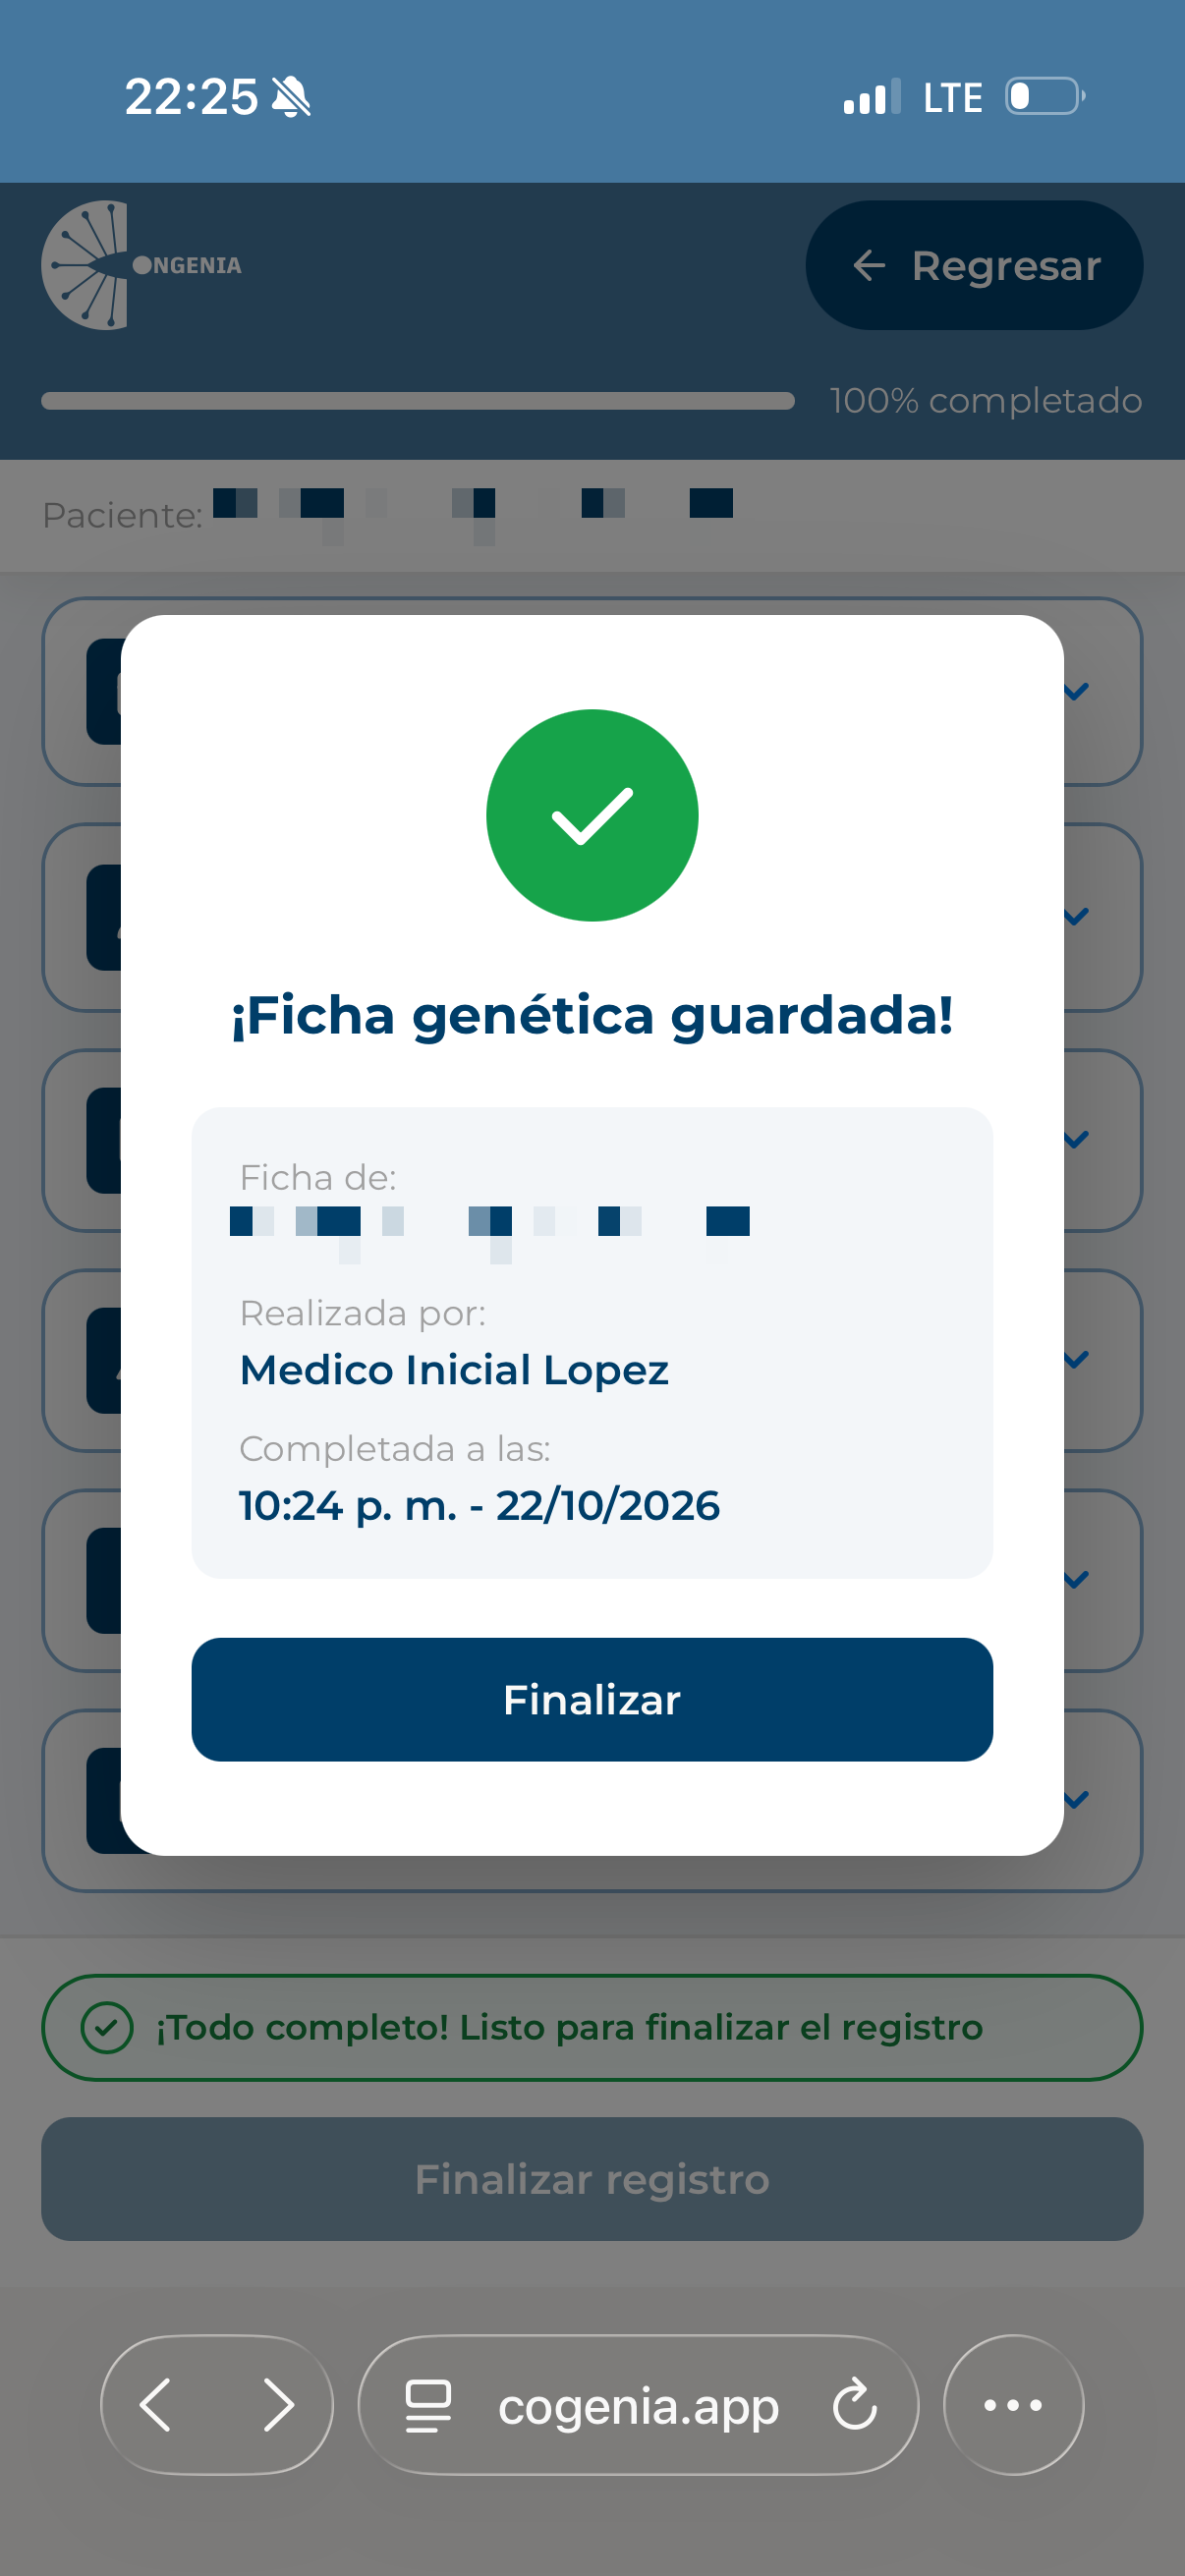 22:25
LTE
ONGENIA
← Regresar
100% completado
Paciente:
¡Ficha genética guardada!
Ficha de:
Realizada por:
Medico Inicial Lopez
Completada a las:
10:24 p. m. - 22/10/2026
Finalizar
¡Todo completo! Listo para finalizar el registro
Finalizar registro
cogenia.app